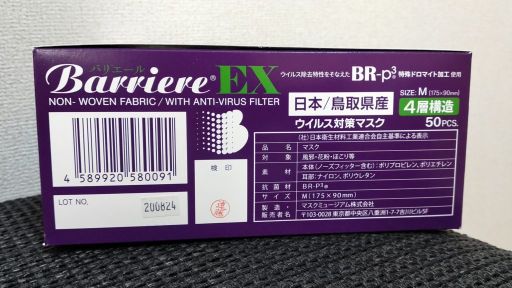 バリエール
Barriere® EX
ウイルス除去特性をそなえた BR-p³® 特殊ドロマイト加工 使用
NON- WOVEN FABRIC / WITH ANTI-VIRUS FILTER
日本/鳥取県産
SIZE: M (175×90mm)
4層構造
ウイルス対策マスク
50PCS.
(社)日本衛生材料工業連合会自主基準による表示
品名 マスク
対象 風邪・花粉・ほこり等
素材 本体(ノーズフィッター含む):ポリプロピレン、ポリエチレン
耳部:ナイロン、ポリウレタン
抗菌材 BR-P³®
サイズ M(175×90mm)
製造・販売者名 マスクミュージアム株式会社
〒103-0028 東京都中央区八重洲1-7-7吉川ビル5F
4 589920 580091
検印
LOT NO. 200824